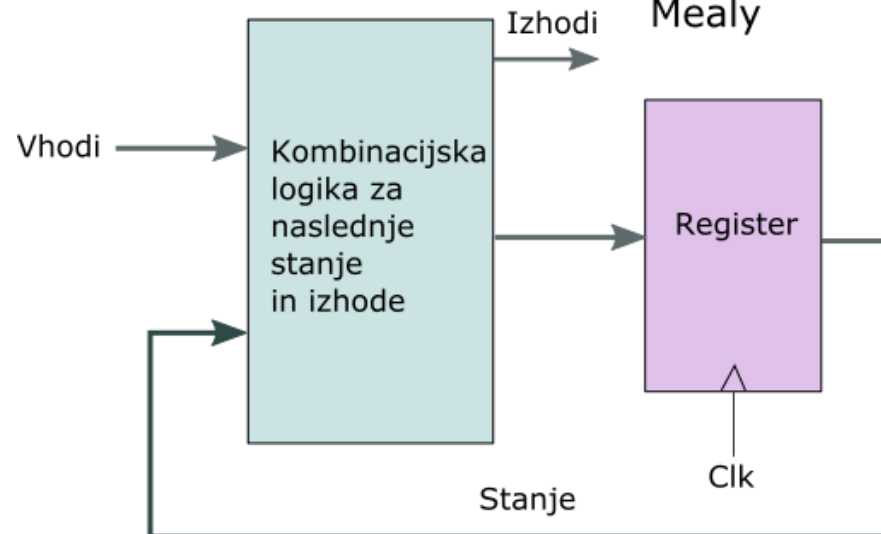 Izhodi
Mealy
Vhodi
Kombinacijska
logika za
naslednje
stanje
in izhode
Register
Clk
Stanje